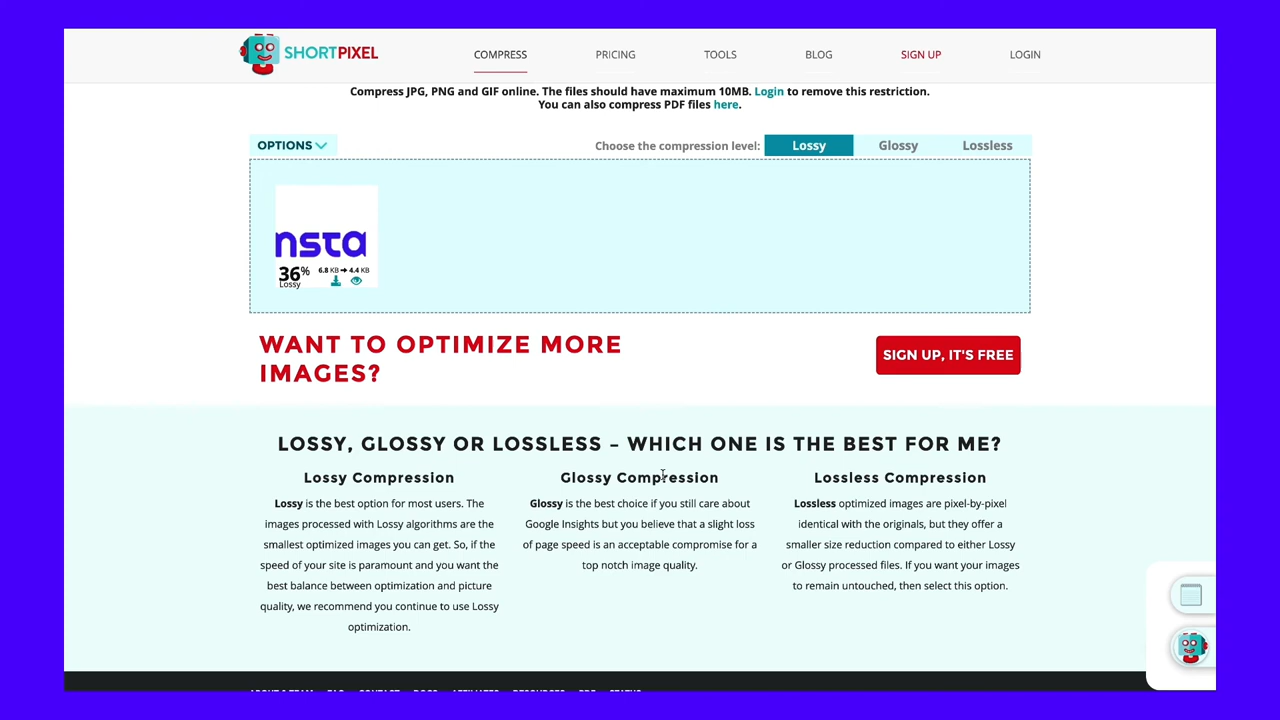 SHORTPIXEL
COMPRESS PRICING TOOLS BLOG SIGN UP LOGIN
Compress JPG, PNG and GIF online. The files should have maximum 10MB. Login to remove this restriction.
You can also compress PDF files here.
OPTIONS Choose the compression level: Lossy Glossy Lossless
nsta
36% 6.8 KB → 4.4 KB
Lossy
WANT TO OPTIMIZE MORE
IMAGES?
SIGN UP, IT'S FREE
LOSSY, GLOSSY OR LOSSLESS – WHICH ONE IS THE BEST FOR ME?
Lossy Compression
Lossy is the best option for most users. The
images processed with Lossy algorithms are the
smallest optimized images you can get. So, if the
speed of your site is paramount and you want the
best balance between optimization and picture
quality, we recommend you continue to use Lossy
optimization.
Glossy Compression
Glossy is the best choice if you still care about
Google Insights but you believe that a slight loss
of page speed is an acceptable compromise for a
top notch image quality.
Lossless Compression
Lossless optimized images are pixel-by-pixel
identical with the originals, but they offer a
smaller size reduction compared to either Lossy
or Glossy processed files. If you want your images
to remain untouched, then select this option.